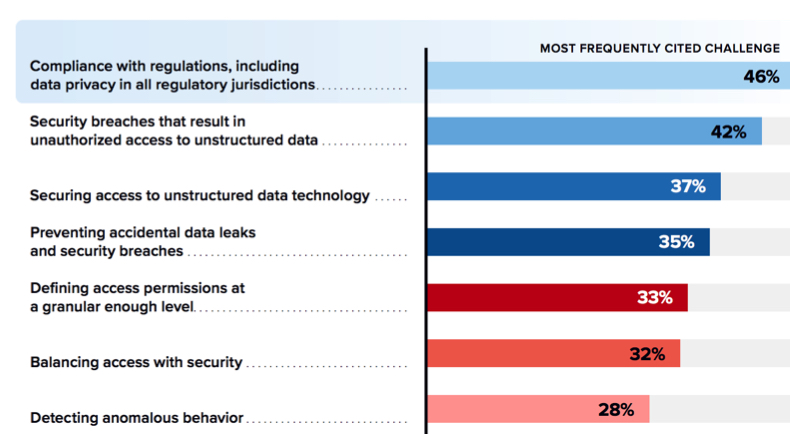 MOST FREQUENTLY CITED CHALLENGE
Compliance with regulations, including
data privacy in all regulatory jurisdictions................
46%
Security breaches that result in
unauthorized access to unstructured data...............
42%
Securing access to unstructured data technology......
37%
Preventing accidental data leaks
and security breaches.......................................
35%
Defining access permissions at
a granular enough level.....................................
33%
Balancing access with security.............................
32%
Detecting anomalous behavior.............................
28%